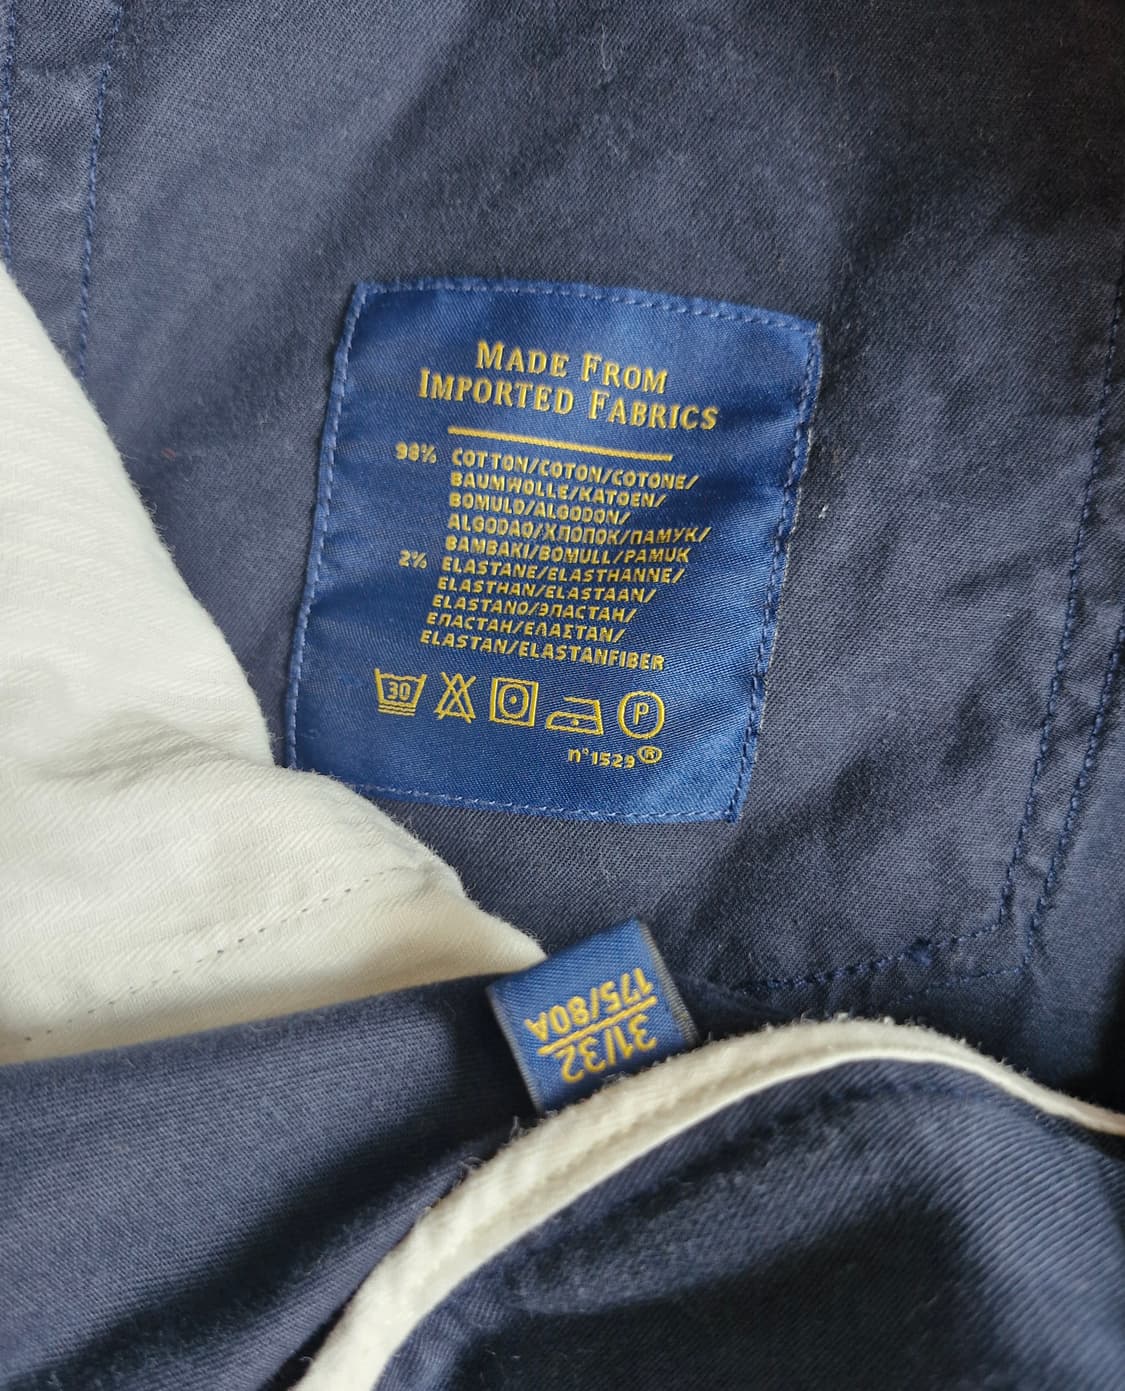 MADE FROM
IMPORTED FABRICS
98% COTTON/COTON/COTONE/
BAUMWOLLE/KATOEN/
BOMULD/ALGODON/
ALGODAO/ХЛОПОК/ПАМУК/
BAMBAKI/BOMULL/PAMUK
2% ELASTANE/ELASTHANNE/
ELASTHAN/ELASTAAN/
ELASTANO/ЭЛАСТАН/
ЕЛАСТАН/ΕΛΑΣΤΑΝ/
ELASTAN/ELASTANFIBER
30
P
n°1529®
31/32
175/80A